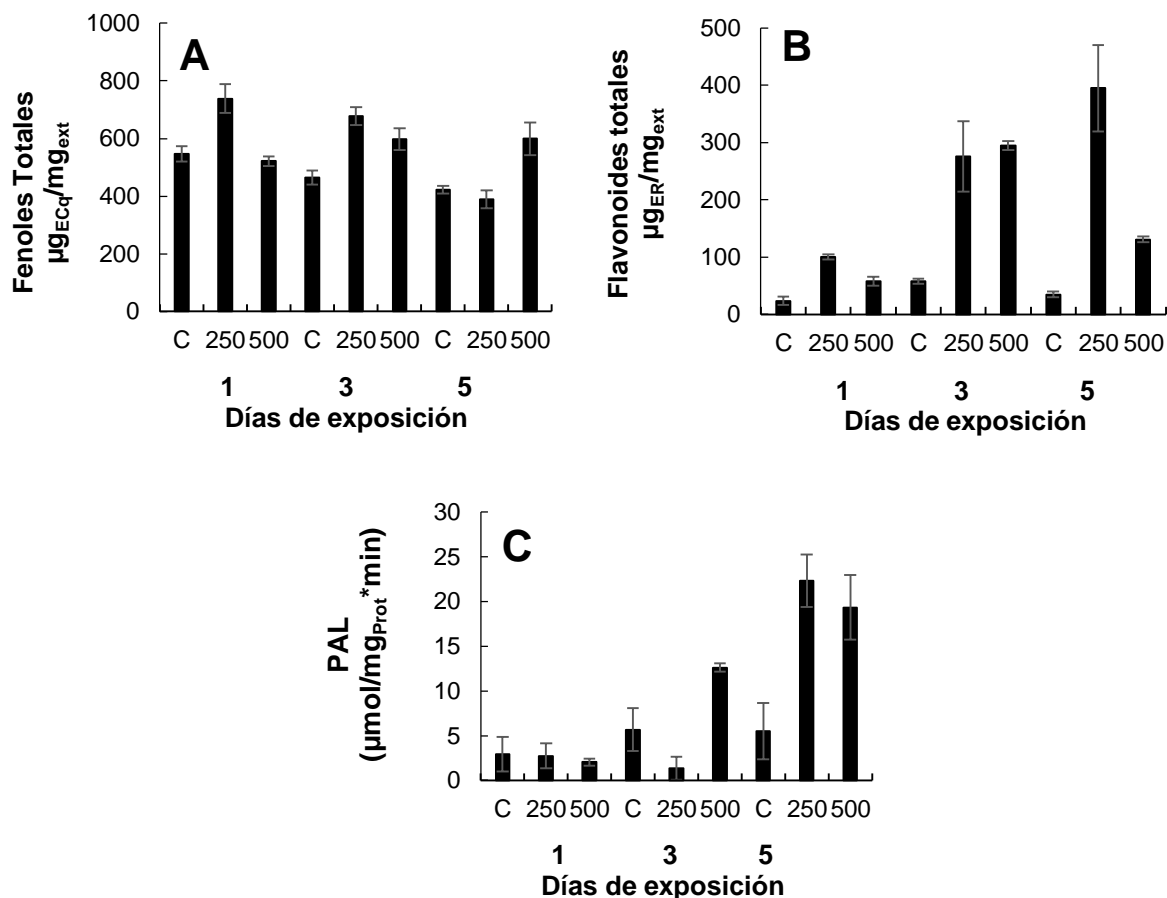 A
Fenoles Totales
µgECq/mgext
1000
800
600
400
200
0
C 250 500 C 250 500 C 250 500
1 3 5
Días de exposición
B
Flavonoides totales
µgER/mgext
500
400
300
200
100
0
C 250 500 C 250 500 C 250 500
1 3 5
Días de exposición
C
PAL
(µmol/mgProt*min)
30
25
20
15
10
5
0
C 250 500 C 250 500 C 250 500
1 3 5
Días de exposición